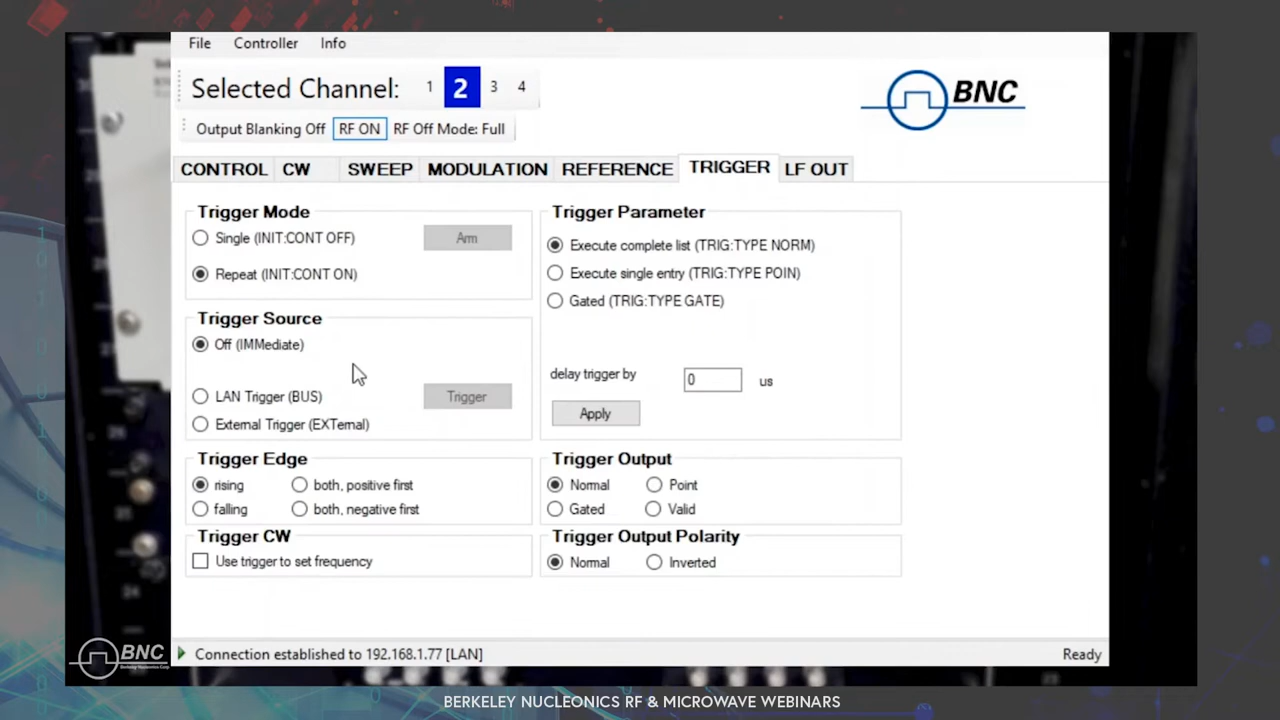 File Controller Info
Selected Channel: 1 2 3 4
BNC
Output Blanking Off RF ON RF Off Mode: Full
CONTROL CW SWEEP MODULATION REFERENCE TRIGGER LF OUT
Trigger Mode
Single (INIT:CONT OFF)
Arm
Repeat (INIT:CONT ON)
Trigger Source
Off (IMMediate)
LAN Trigger (BUS)
Trigger
External Trigger (EXTernal)
Trigger Parameter
Execute complete list (TRIG:TYPE NORM)
Execute single entry (TRIG:TYPE POIN)
Gated (TRIG:TYPE GATE)
delay trigger by 0 us
Apply
Trigger Edge
rising both, positive first
falling both, negative first
Trigger Output
Normal Point
Gated Valid
Trigger CW
Use trigger to set frequency
Trigger Output Polarity
Normal Inverted
Connection established to 192.168.1.77 [LAN] Ready
BNC
Berkeley Nucleonics Corp
BERKELEY NUCLEONICS RF & MICROWAVE WEBINARS